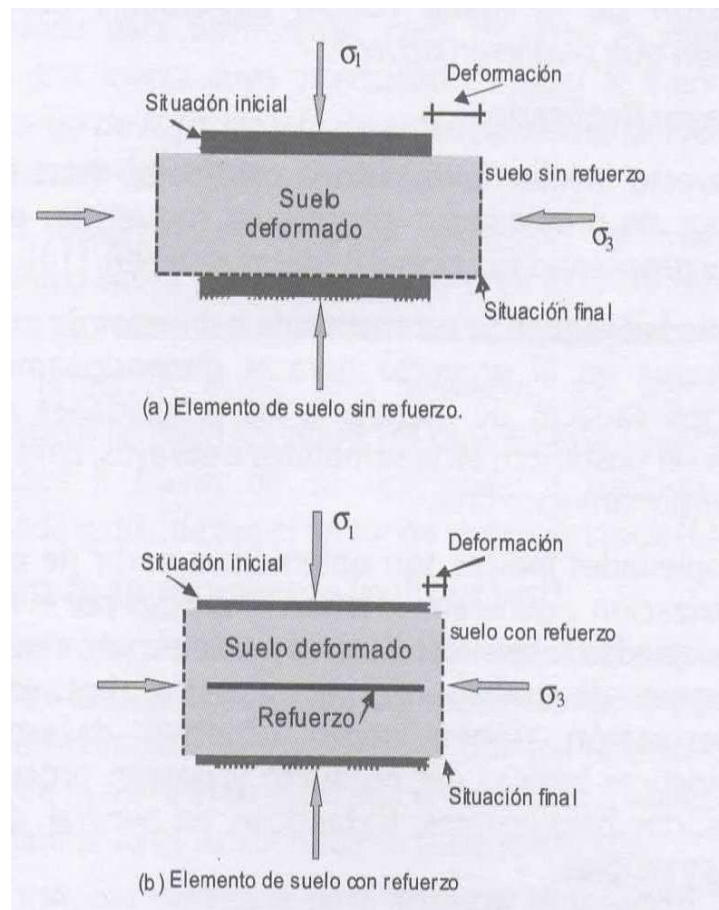 σ1
Deformación
Situación inicial
suelo sin refuerzo
Suelo
deformado
σ3
Situación final
(a) Elemento de suelo sin refuerzo.
σ1
Deformación
Situación inicial
suelo con refuerzo
Suelo deformado
σ3
Refuerzo
Situación final
(b) Elemento de suelo con refuerzo